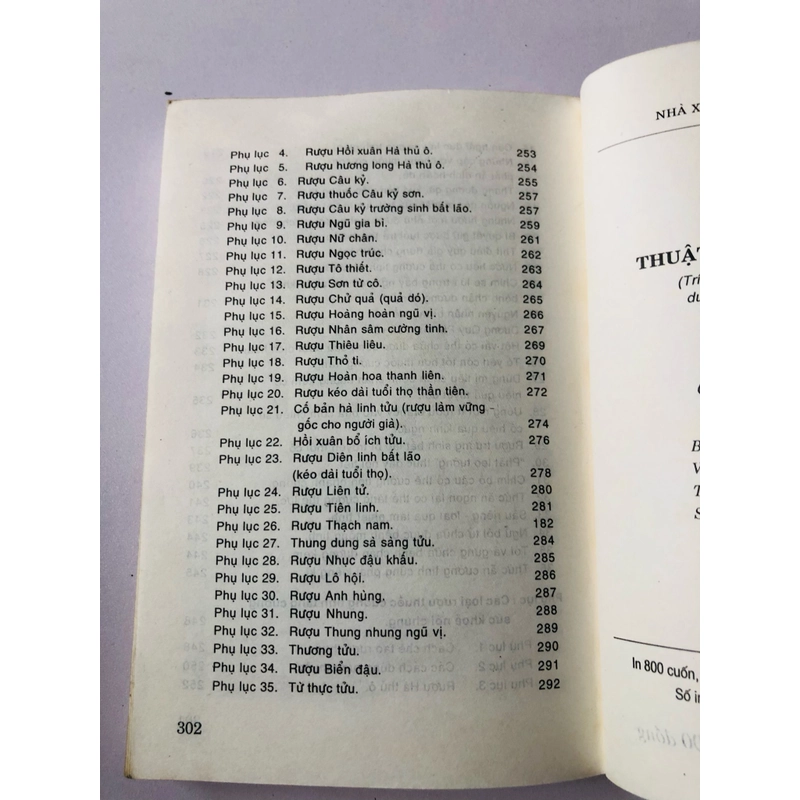 Phụ lục 4. Rượu Hồi xuân Hà thủ ô. 253
Phụ lục 5. Rượu hương long Hà thủ ô. 254
Phụ lục 6. Rượu Câu kỷ. 255
Phụ lục 7. Rượu thuốc Câu kỷ sơn. 257
Phụ lục 8. Rượu Câu kỷ trường sinh bất lão. 257
Phụ lục 9. Rượu Ngũ gia bì. 259
Phụ lục 10. Rượu Nữ chân. 261
Phụ lục 11. Rượu Ngọc trúc. 262
Phụ lục 12. Rượu Tô thiết. 263
Phụ lục 13. Rượu Sơn từ cô. 264
Phụ lục 14. Rượu Chử quả (quả dó). 265
Phụ lục 15. Rượu Hoàng hoàn ngũ vị. 266
Phụ lục 16. Rượu Nhân sâm cường tinh. 267
Phụ lục 17. Rượu Thiêu liêu. 269
Phụ lục 18. Rượu Thỏ ti. 270
Phụ lục 19. Rượu Hoàn hoa thanh liên. 271
Phụ lục 20. Rượu kéo dài tuổi thọ thần tiên. 272
Phụ lục 21. Cố bản hà linh tửu (rượu làm vững -
gốc cho người già). 274
Phụ lục 22. Hồi xuân bổ ích tửu. 276
Phụ lục 23. Rượu Diên linh bất lão
(kéo dài tuổi thọ). 278
Phụ lục 24. Rượu Liên tử. 280
Phụ lục 25. Rượu Tiên linh. 281
Phụ lục 26. Rượu Thạch nam. 182
Phụ lục 27. Thung dung sà sàng tửu. 284
Phụ lục 28. Rượu Nhục đậu khấu. 285
Phụ lục 29. Rượu Lô hội. 286
Phụ lục 30. Rượu Anh hùng. 287
Phụ lục 31. Rượu Nhung. 288
Phụ lục 32. Rượu Thung nhung ngũ vị. 289
Phụ lục 33. Thương tửu. 290
Phụ lục 34. Rượu Biển đậu. 291
Phụ lục 35. Tử thực tửu. 292
302
NHÀ X
THUẬT
(Tri
dư
B
V
T
S
In 800 cuốn,
Số i